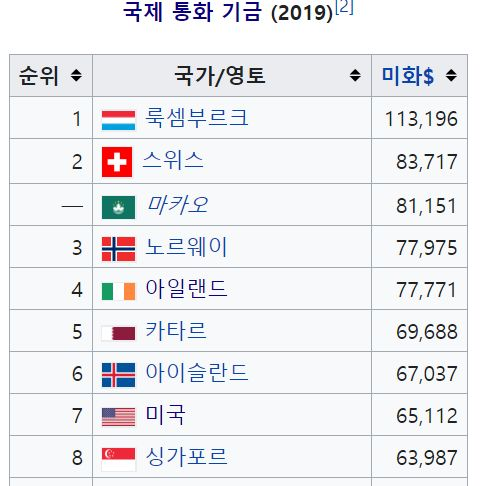 국제 통화 기금 (2019)[2]
순위 국가/영토 미화$
1 룩셈부르크 113,196
2 스위스 83,717
— 마카오 81,151
3 노르웨이 77,975
4 아일랜드 77,771
5 카타르 69,688
6 아이슬란드 67,037
7 미국 65,112
8 싱가포르 63,987